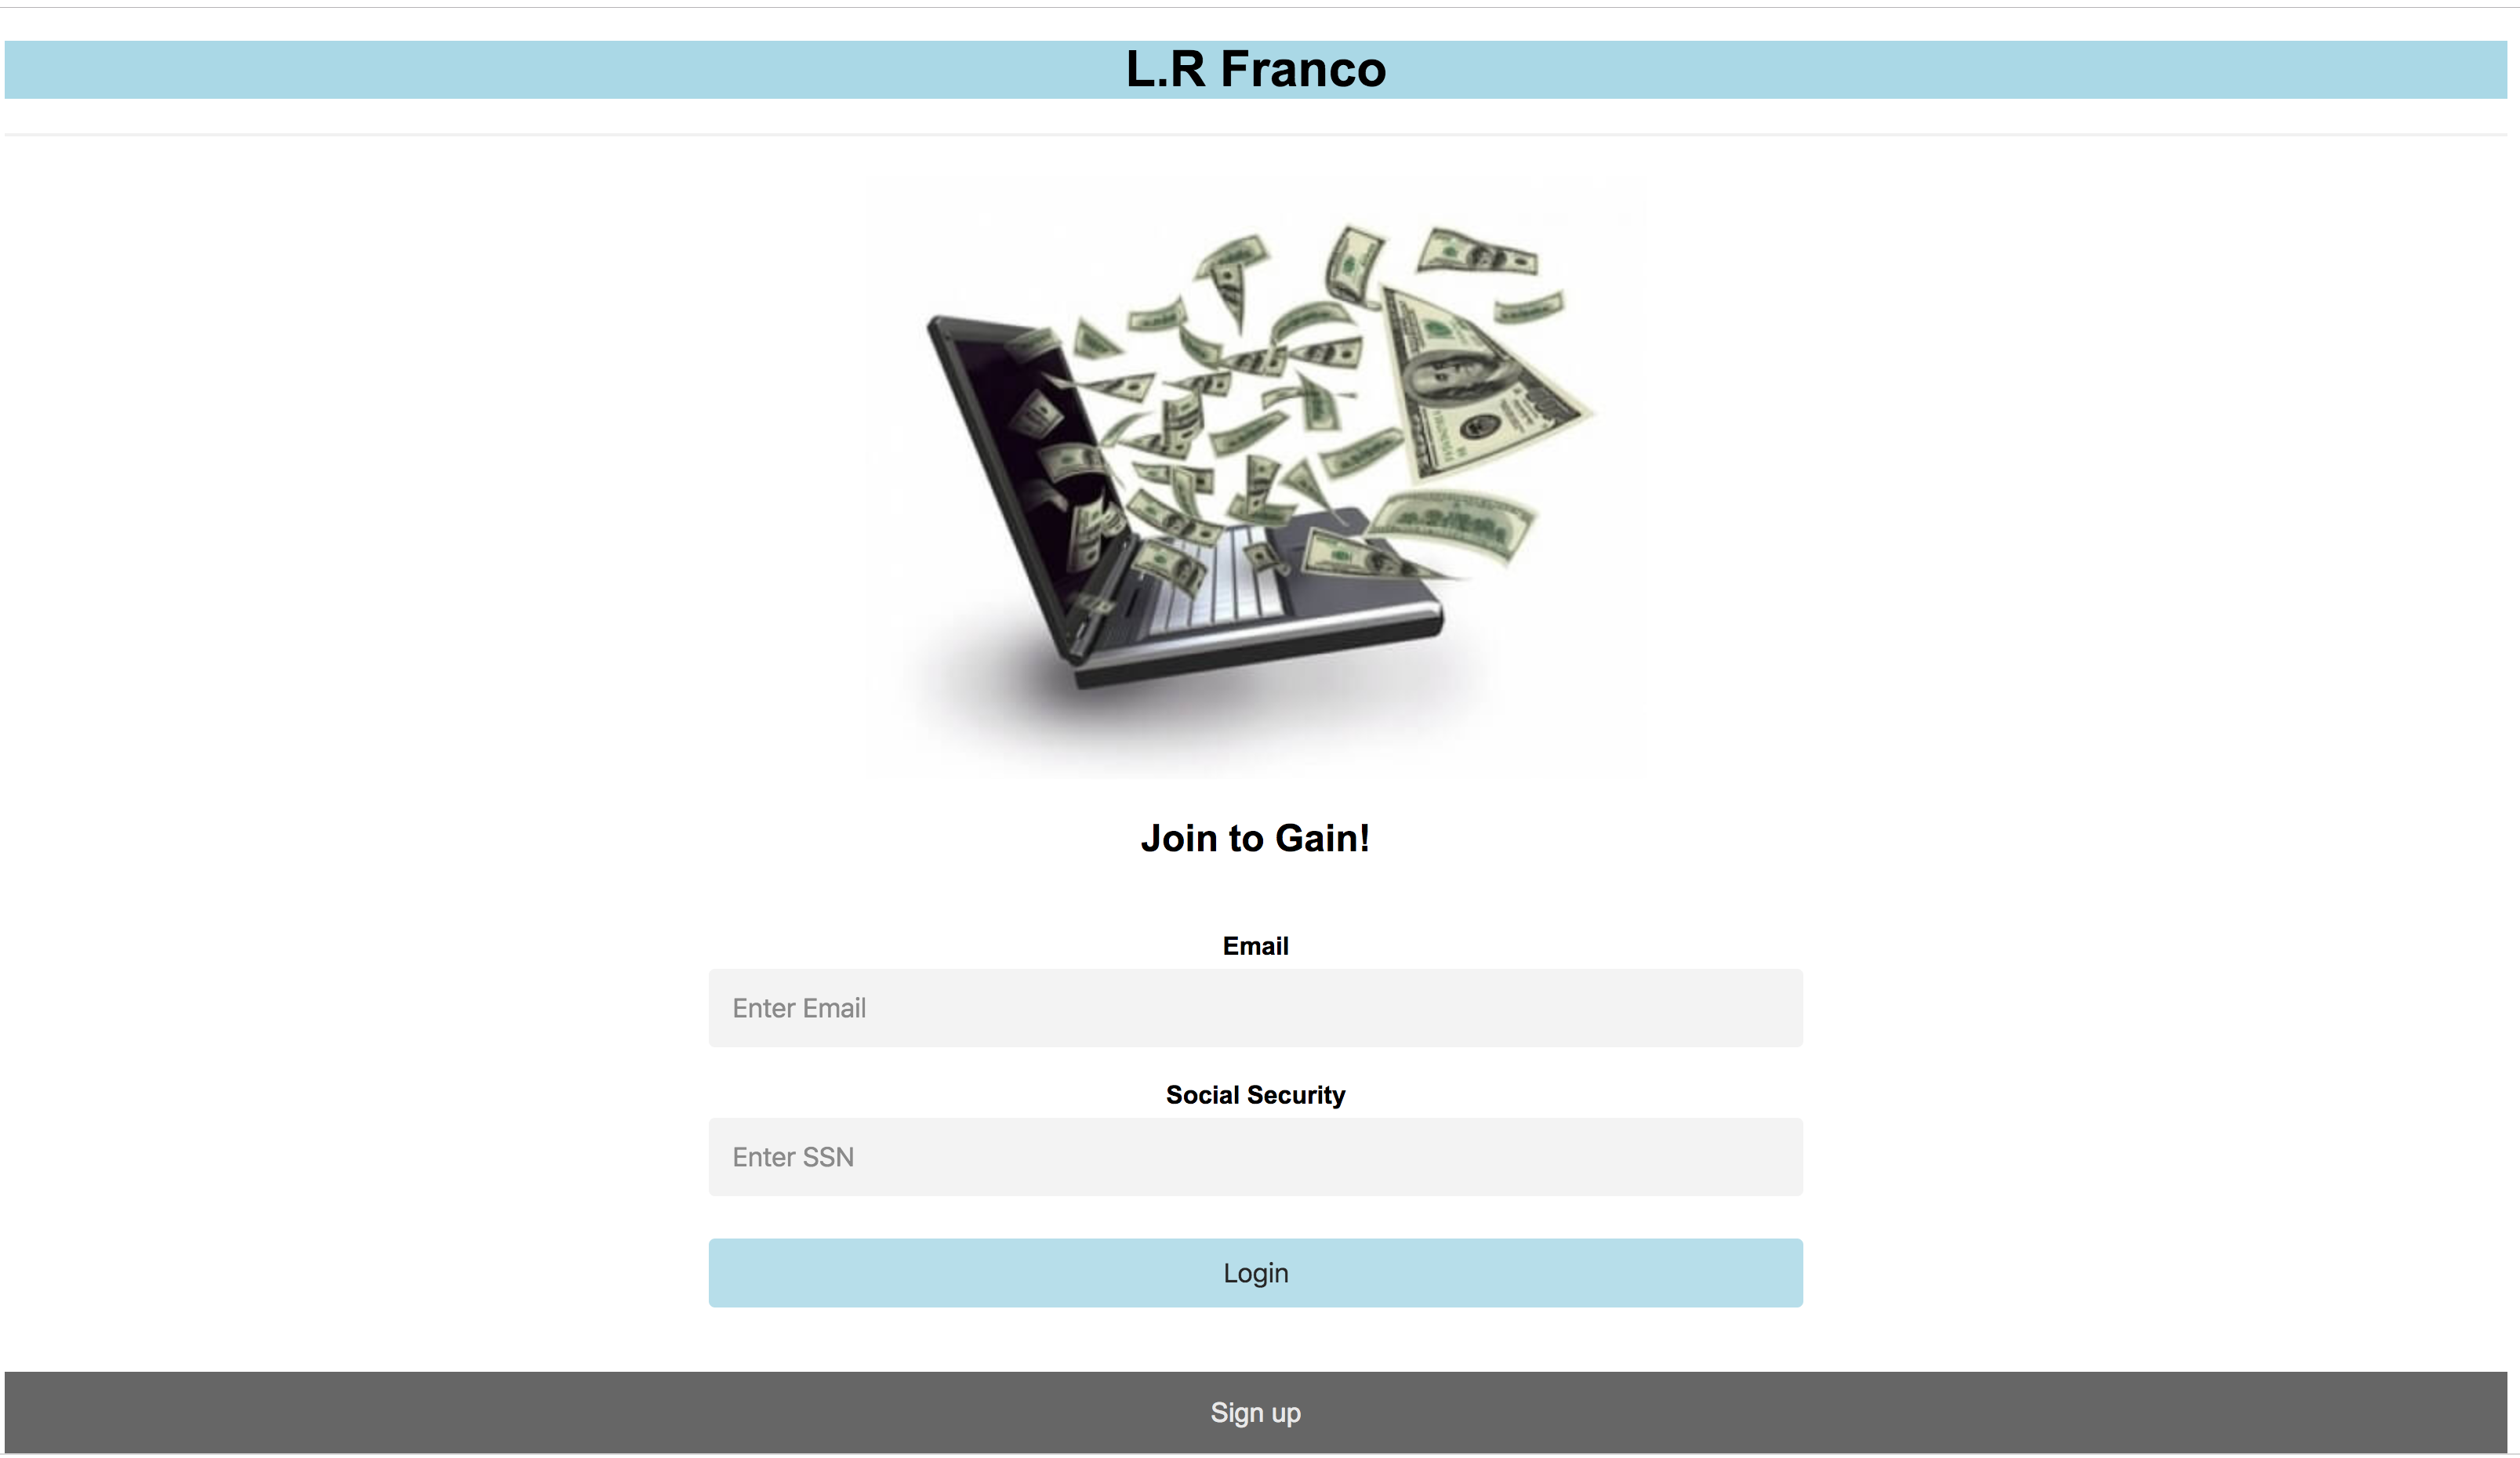 L.R Franco
Join to Gain!
Email
Enter Email
Social Security
Enter SSN
Login
Sign up